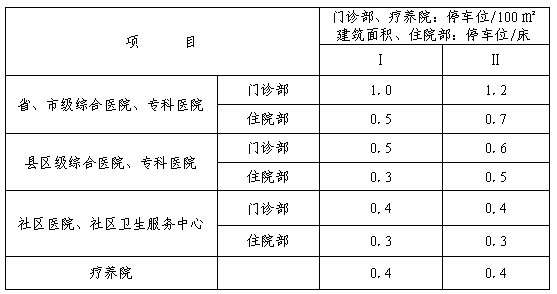 项 目
门诊部、疗养院：停车位/100㎡
建筑面积、住院部：停车位/床
Ⅰ Ⅱ
省、市级综合医院、专科医院
门诊部 1.0 1.2
住院部 0.5 0.7
县区级综合医院、专科医院
门诊部 0.5 0.6
住院部 0.3 0.5
社区医院、社区卫生服务中心
门诊部 0.4 0.4
住院部 0.3 0.3
疗养院 0.4 0.4